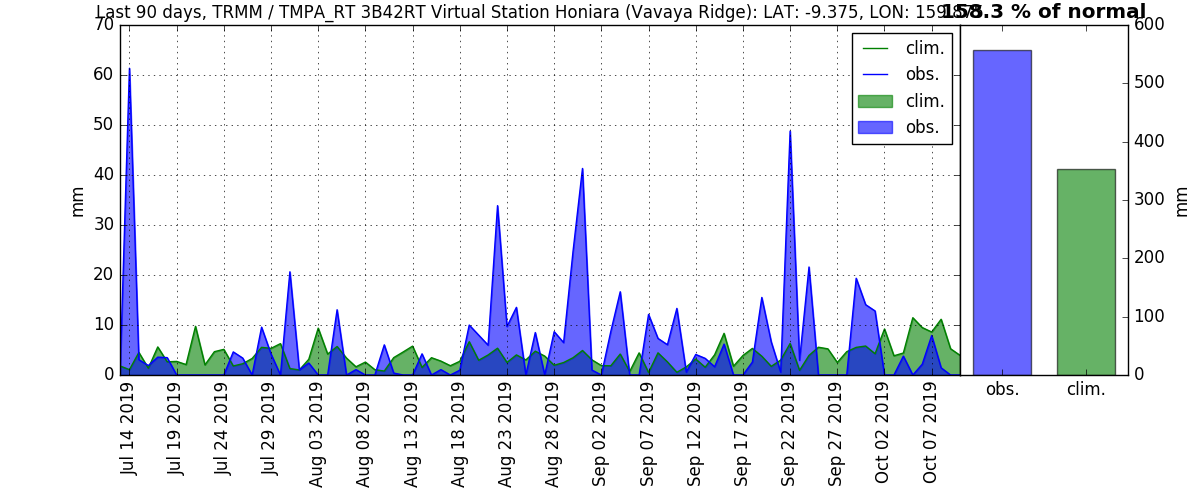 Last 90 days, TRMM / TMPA_RT 3B42RT Virtual Station Honiara (Vavaya Ridge): LAT: -9.375, LON:
158.3 % of normal
70
60
50
40
30
20
10
0
mm
clim.
obs.
clim.
obs.
600
500
400
300
200
100
0
mm
Jul 14 2019
Jul 19 2019
Jul 24 2019
Jul 29 2019
Aug 03 2019
Aug 08 2019
Aug 13 2019
Aug 18 2019
Aug 23 2019
Aug 28 2019
Sep 02 2019
Sep 07 2019
Sep 12 2019
Sep 17 2019
Sep 22 2019
Sep 27 2019
Oct 02 2019
Oct 07 2019
obs.
clim.